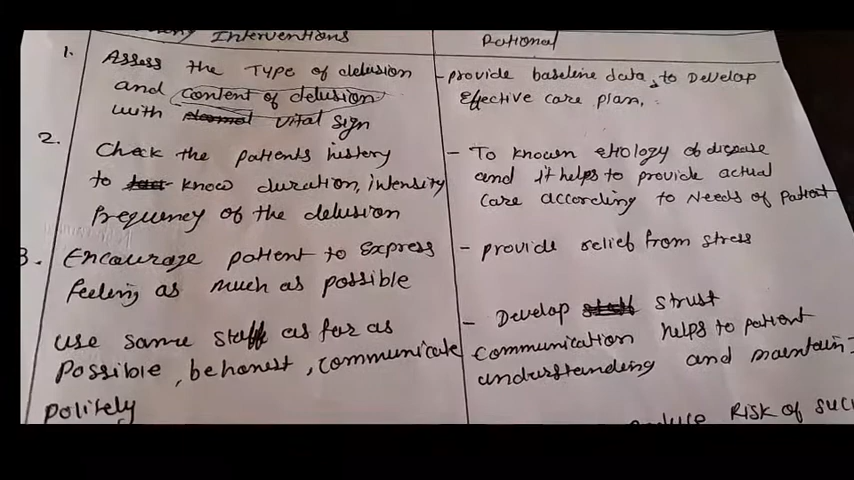 Interventions
Rational
1. Assess the Type of delusion
and content of delusion
with vital sign
- provide baseline data, to Develop
Effective care plan,
2. Check the patients history
to know duration, intensity
frequency of the delusion
- To known etology of disease
and it helps to provide actual
care according to Needs of patient
3. Encourage patient to Express
feeling as much as possible
- provide relief from stress
use same staff as far as
Possible, be honest, communicate
politely
- Develop strust
communication helps to patient
understanding and maintain
Risk of